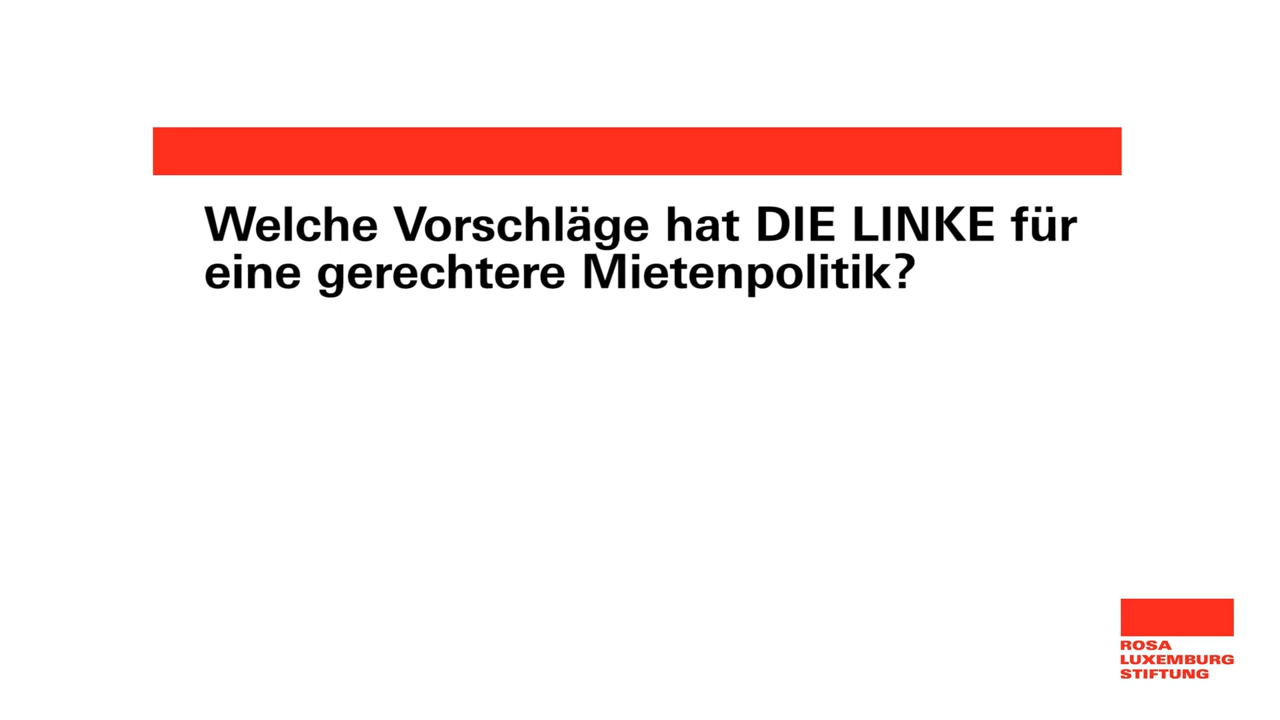 Welche Vorschläge hat DIE LINKE für
eine gerechtere Mietenpolitik?
ROSA
LUXEMBURG
STIFTUNG